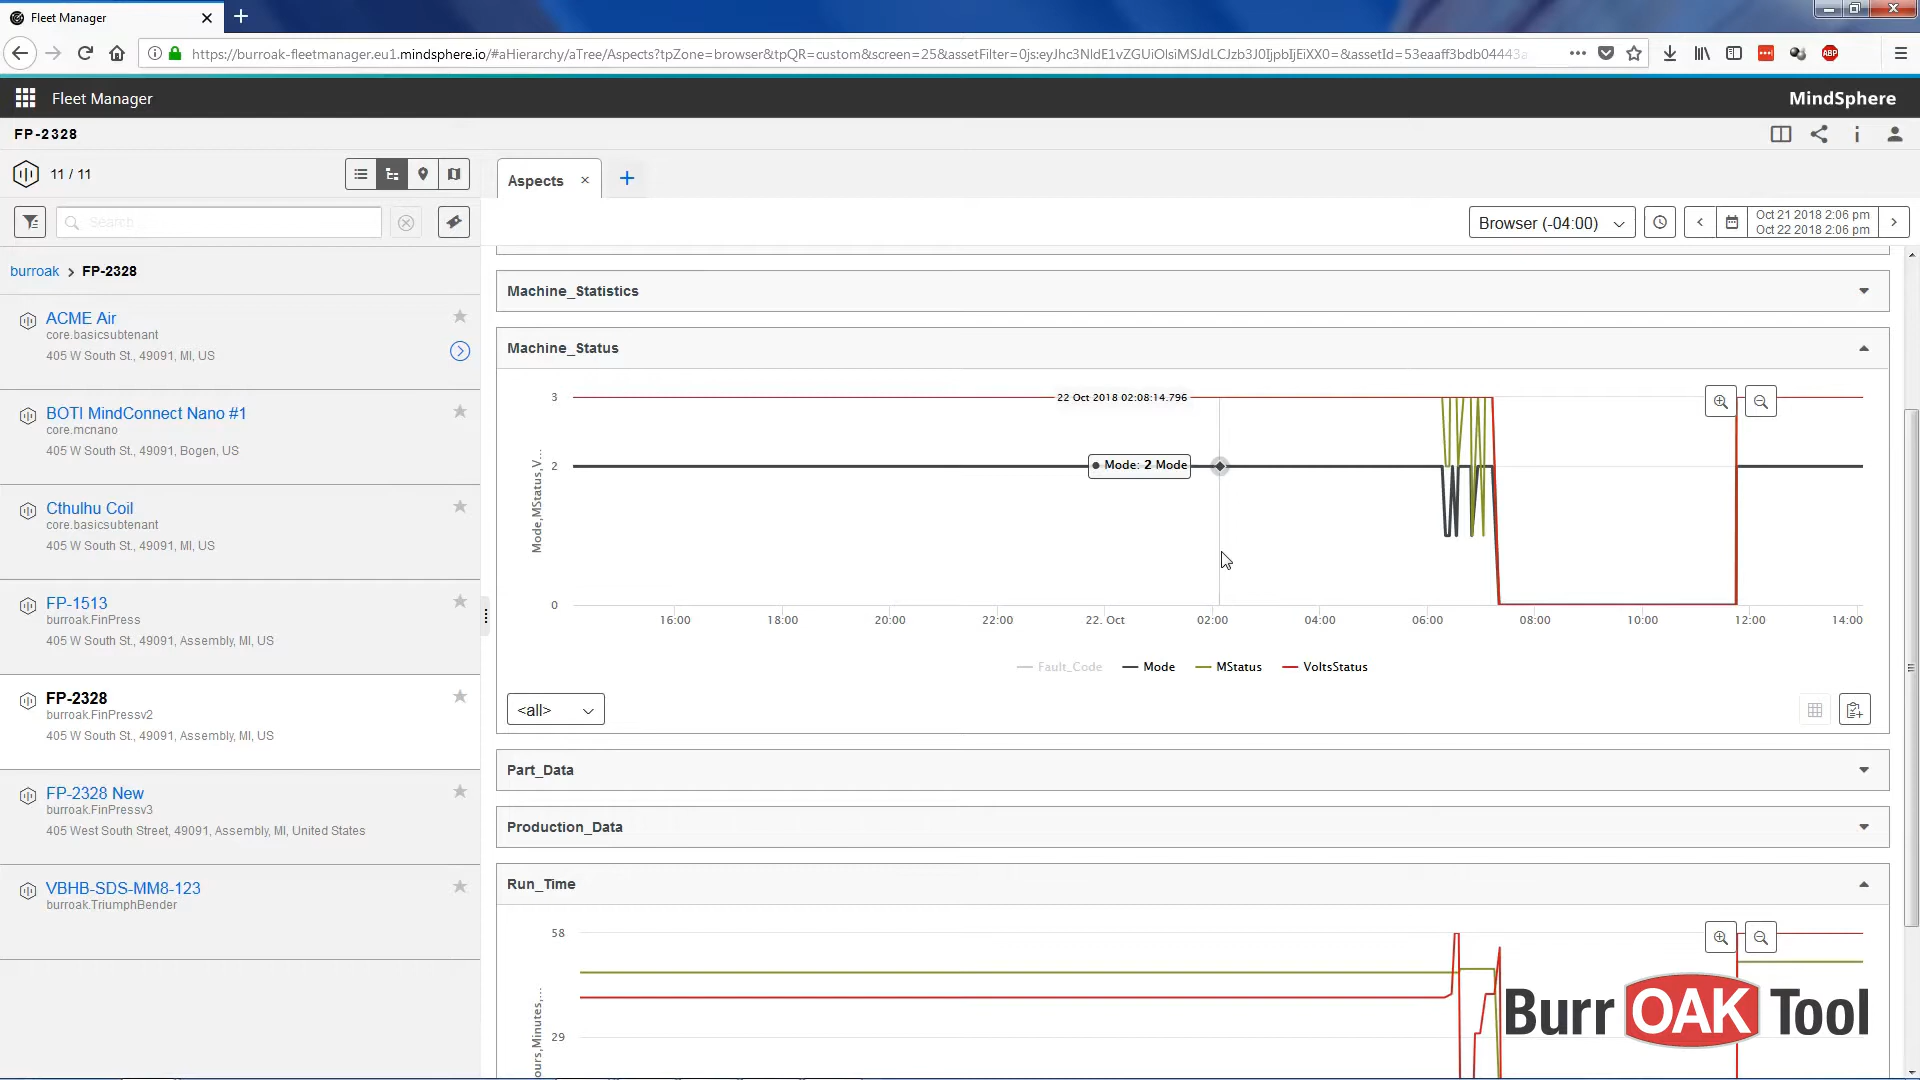 Fleet Manager
https://burroak-fleetmanager.eu1.mindsphere.io/#aHierarchy/aTree/Aspects?tpZone=browser&tpQR=custom&screen=25&assetFilter=
ABP
Fleet Manager
MindSphere
FP-2328
11 / 11
Aspects
Search...
Browser (-04:00)
Oct 21 2018 2:06 pm
Oct 22 2018 2:06 pm
burroak > FP-2328
ACME Air
core.basicsubtenant
405 W South St., 49091, MI, US
BOTI MindConnect Nano #1
core.mcnano
405 W South St., 49091, Bogen, US
Cthulhu Coil
core.basicsubtenant
405 W South St., 49091, MI, US
FP-1513
burroak.FinPress
405 W South St., 49091, Assembly, MI, US
FP-2328
burroak.FinPressv2
405 W South St., 49091, Assembly, MI, US
FP-2328 New
burroak.FinPressv3
405 West South Street, 49091, Assembly, MI, United States
VBHB-SDS-MM8-123
burroak.TriumphBender
Machine_Statistics
Machine_Status
3
2
0
Mode,MStatus,V...
22 Oct 2018 02:08:14.796
Mode: 2 Mode
16:00 18:00 20:00 22:00 22. Oct 02:00 04:00 06:00 08:00 10:00 12:00 14:00
Fault_Code Mode MStatus VoltsStatus
<all>
Part_Data
Production_Data
Run_Time
58
29
ours,Minutes,...
Burr OAK Tool